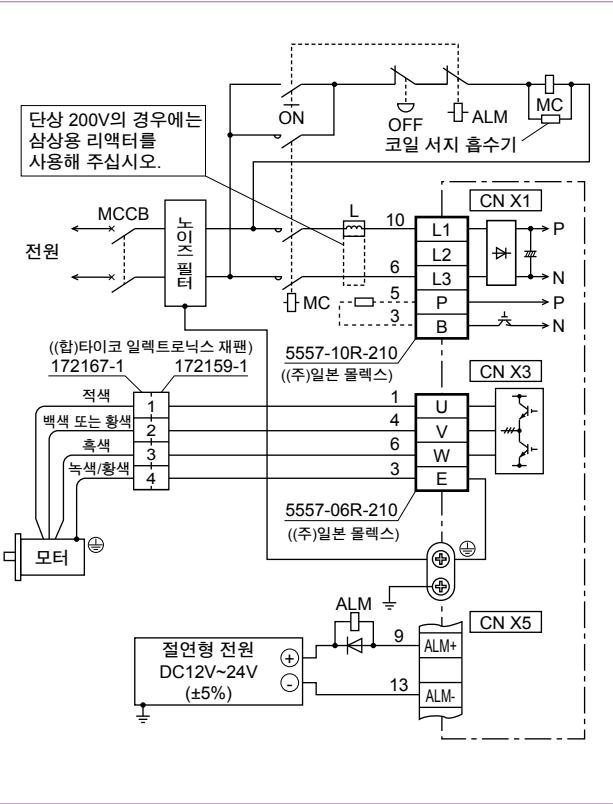 ON
OFF
ALM
MC
코일 서지 흡수기
단상 200V의 경우에는
삼상용 리액터를
사용해 주십시오.
CN X1
MCCB
노이즈 필터
L
10
L1
P
전원
L2
6
L3
N
MC
5
P
P
3
B
N
5557-10R-210
((주)일본 몰렉스)
((합)타이코 일렉트로닉스 재팬)
172167-1
172159-1
CN X3
적색
1
1
U
백색 또는 황색
2
4
V
흑색
3
6
W
녹색/황색
4
3
E
5557-06R-210
((주)일본 몰렉스)
모터
ALM
CN X5
절연형 전원
DC12V~24V
(±5%)
+
-
9
ALM+
13
ALM-